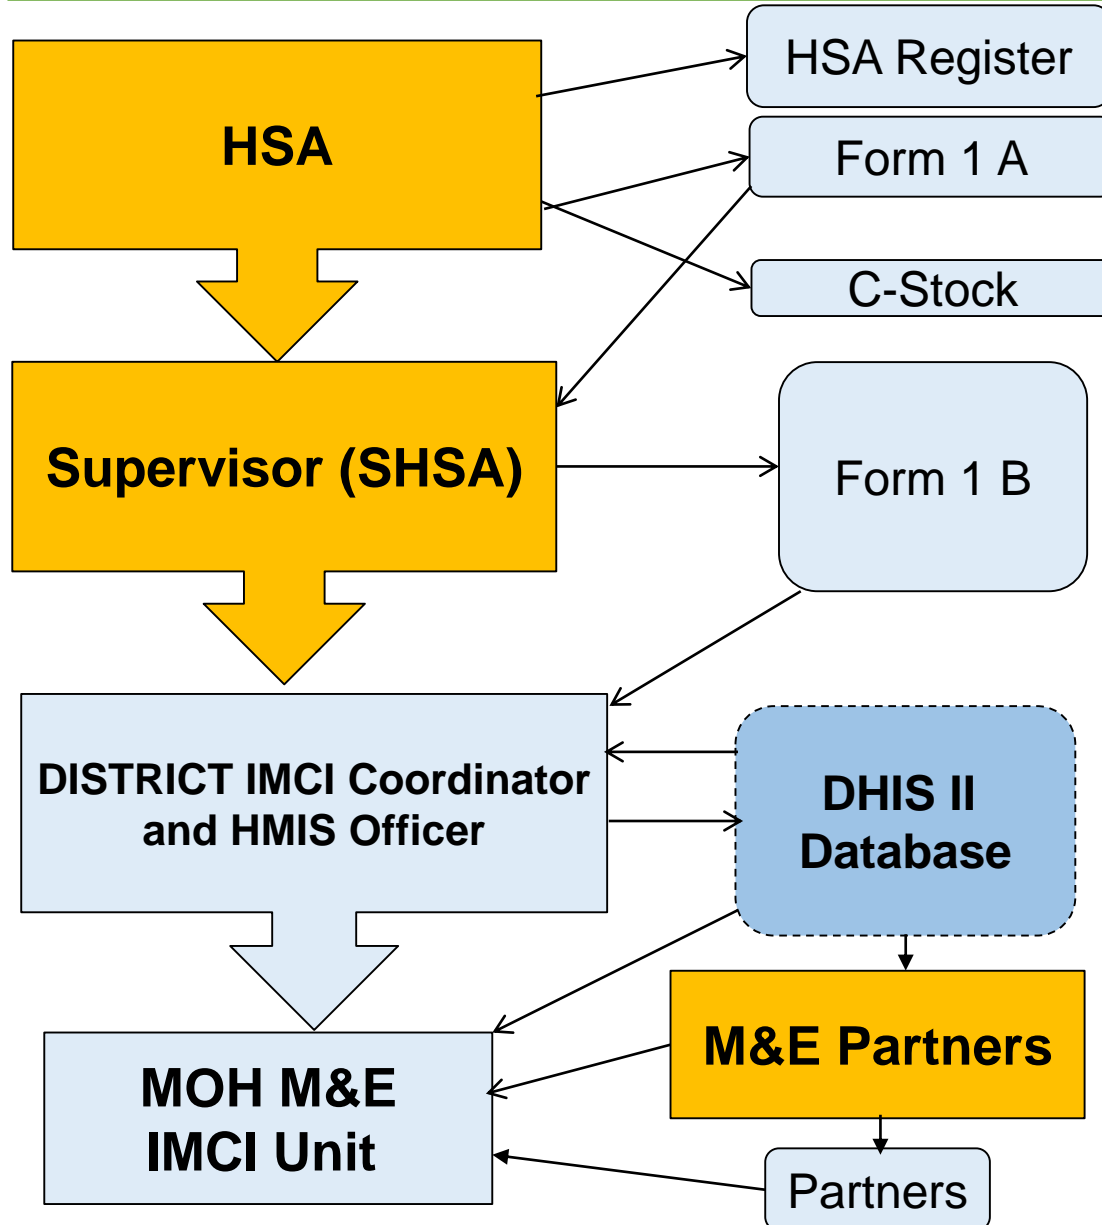 HSA Register
HSA
Form 1 A
C-Stock
Supervisor (SHSA)
Form 1 B
DISTRICT IMCI Coordinator
and HMIS Officer
DHIS II
Database
M&E Partners
MOH M&E
IMCI Unit
Partners